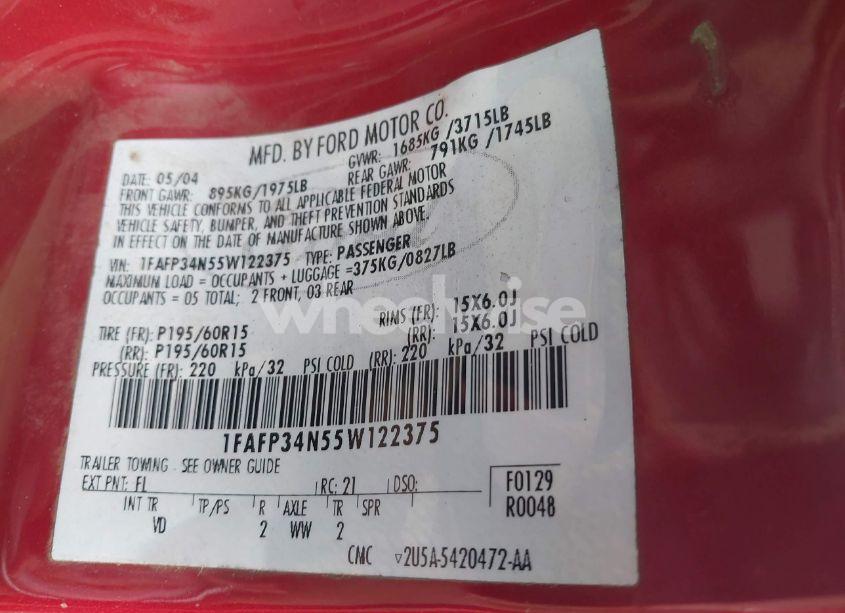 MFD. BY FORD MOTOR CO.
DATE: 05/04 GVWR: 1685KG /3715LB
FRONT GAWR: 895KG/1975LB REAR GAWR: 791KG /1745LB
THIS VEHICLE CONFORMS TO ALL APPLICABLE FEDERAL MOTOR
VEHICLE SAFETY, BUMPER, AND THEFT PREVENTION STANDARDS
IN EFFECT ON THE DATE OF MANUFACTURE SHOWN ABOVE.
VIN: 1FAFP34N55W122375 TYPE: PASSENGER
MAXIMUM LOAD = OCCUPANTS + LUGGAGE =375KG/0827LB
OCCUPANTS = 05 TOTAL; 2 FRONT, 03 REAR
wheelwise
TIRE (FR): P195/60R15 RIMS (FR): 15X6.0J
(RR): P195/60R15 (RR): 15X6.0J
PRESSURE (FR): 220 kPa/32 PSI COLD (RR): 220 kPa/32 PSI COLD
1FAFP34N55W122375
TRAILER TOWING - SEE OWNER GUIDE
EXT PNT: FL RC: 21 DSO: F0129
INT TR TP/PS R AXLE TR SPR R0048
VD 2 WW 2
CMC ▽2U5A-5420472-AA